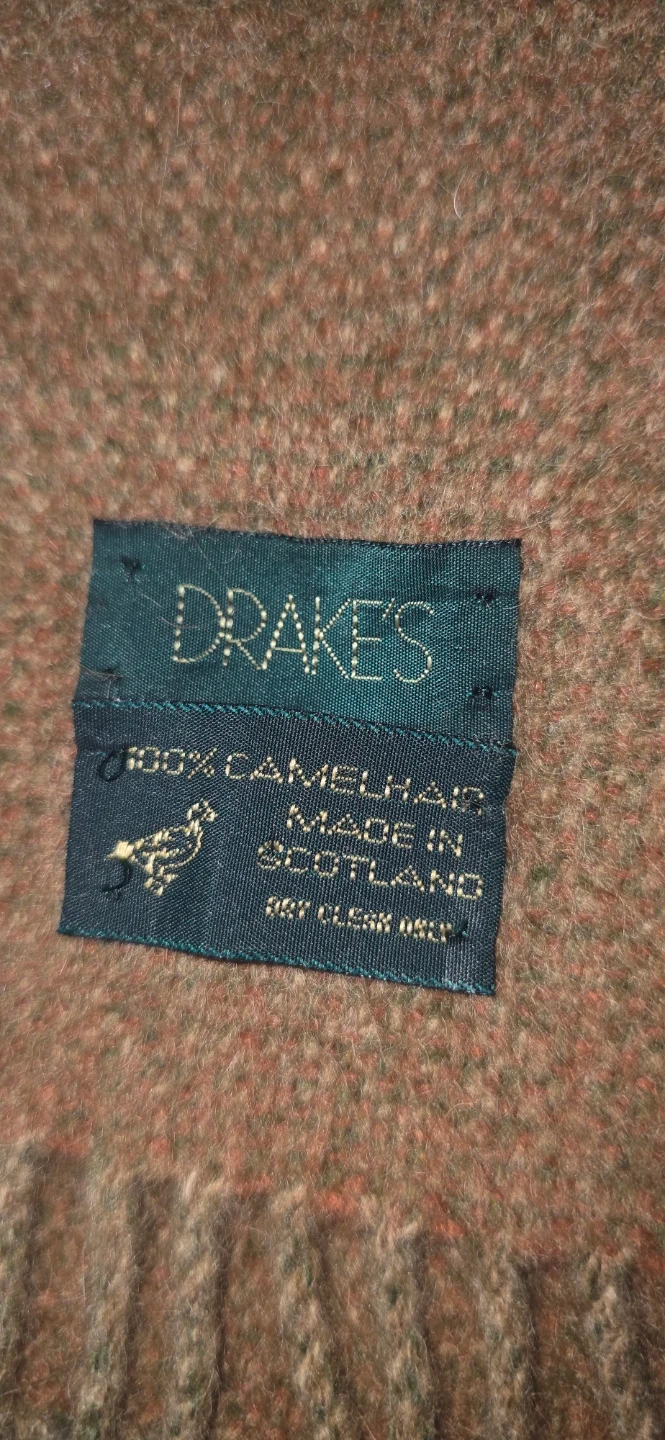 DRAKE'S
100% CAMELHAIR
MADE IN
SCOTLAND
DRY CLEAN ONLY